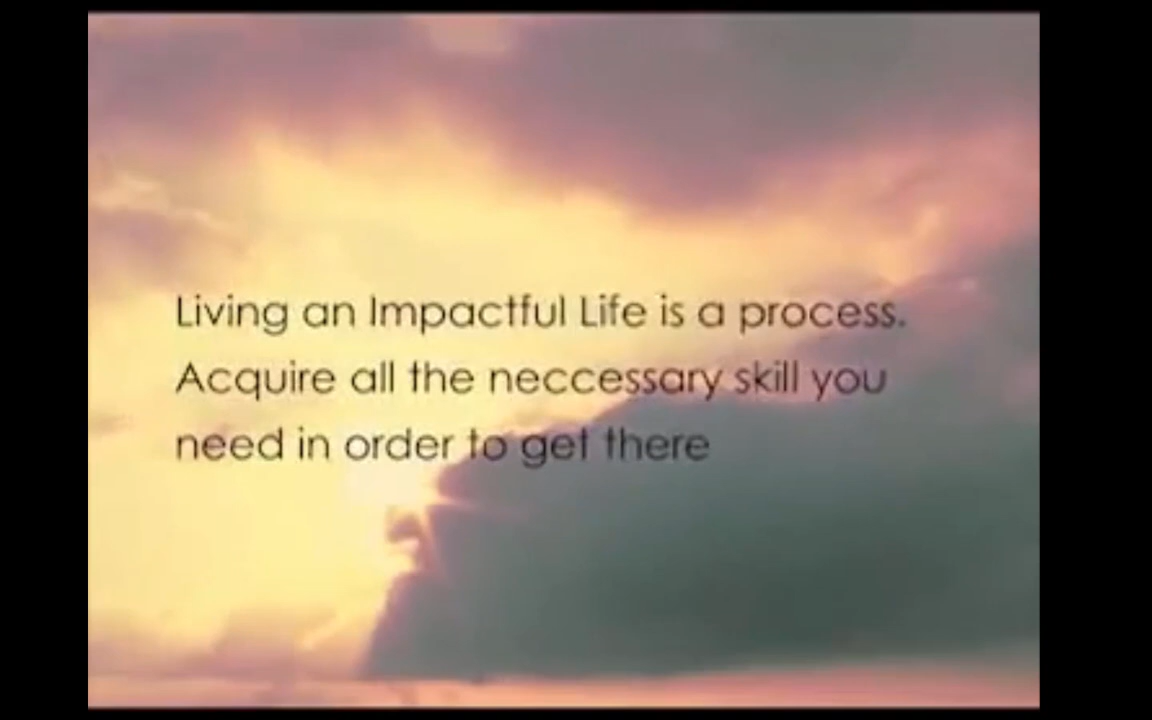 Living an Impactful Life is a process.
Acquire all the neccessary skill you
need in order to get there